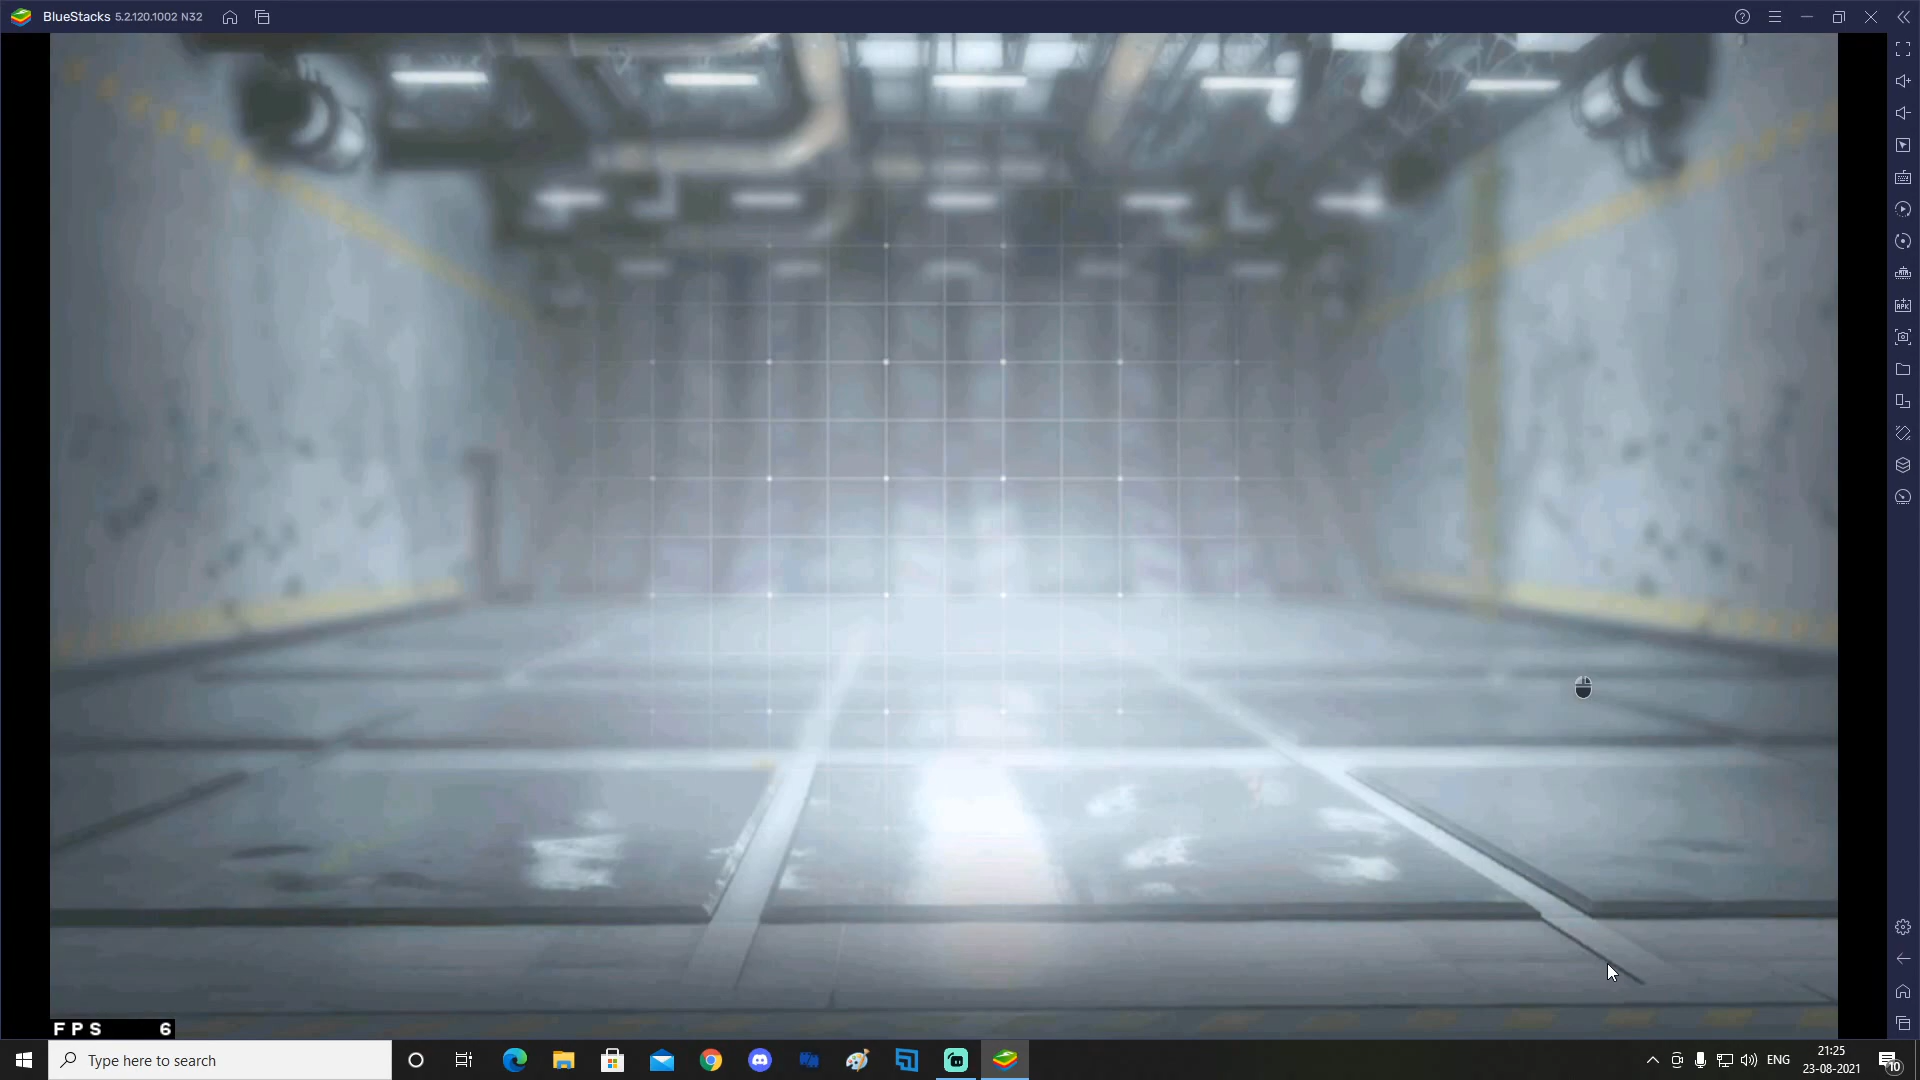 BlueStacks 5.2.120.1002 N32
APK
FPS 6
Type here to search
ENG
21:25
23-08-2021
10